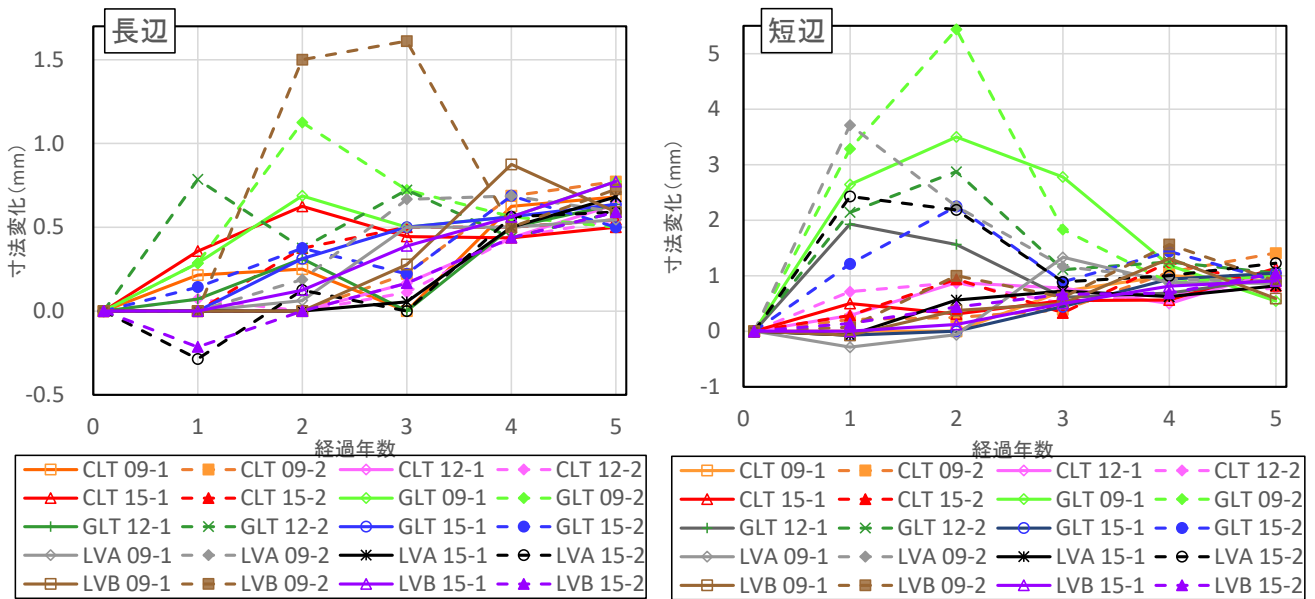 長辺
寸法変化(mm)
1.5
1.0
0.5
0.0
-0.5
0 1 2 3 4 5
経過年数
CLT 09-1 CLT 09-2 CLT 12-1 CLT 12-2
CLT 15-1 CLT 15-2 GLT 09-1 GLT 09-2
GLT 12-1 GLT 12-2 GLT 15-1 GLT 15-2
LVA 09-1 LVA 09-2 LVA 15-1 LVA 15-2
LVB 09-1 LVB 09-2 LVB 15-1 LVB 15-2
短辺
寸法変化(mm)
5
4
3
2
1
0
-1
0 1 2 3 4 5
経過年数
CLT 09-1 CLT 09-2 CLT 12-1 CLT 12-2
CLT 15-1 CLT 15-2 GLT 09-1 GLT 09-2
GLT 12-1 GLT 12-2 GLT 15-1 GLT 15-2
LVA 09-1 LVA 09-2 LVA 15-1 LVA 15-2
LVB 09-1 LVB 09-2 LVB 15-1 LVB 15-2